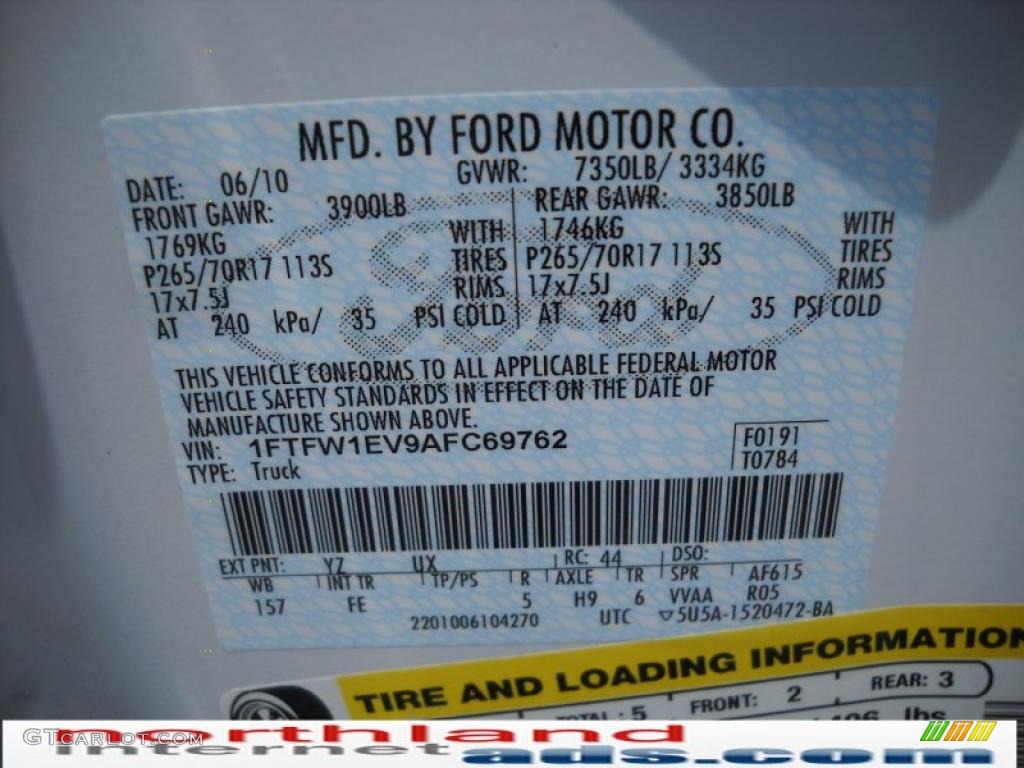 MFD. BY FORD MOTOR CO.
DATE: 06/10 GVWR: 7350LB/ 3334KG
FRONT GAWR: 3900LB REAR GAWR: 3850LB
1769KG WITH 1746KG WITH
P265/70R17 113S TIRES P265/70R17 113S TIRES
17x7.5J RIMS 17x7.5J RIMS
AT 240 kPa/ 35 PSI COLD AT 240 kPa/ 35 PSI COLD
THIS VEHICLE CONFORMS TO ALL APPLICABLE FEDERAL MOTOR
VEHICLE SAFETY STANDARDS IN EFFECT ON THE DATE OF
MANUFACTURE SHOWN ABOVE.
VIN: 1FTFW1EV9AFC69762 F0191
TYPE: Truck T0784
EXT PNT: YZ UX RC: 44 DSO:
WB INT TR TP/PS R AXLE TR SPR AF615
157 FE 5 H9 6 VVAA R05
2201006104270 UTC ▽5U5A-1520472-BA
Ford
TIRE AND LOADING INFORMATION
TOTAL: 5 FRONT: 2 REAR: 3
lbs
GTCarLot.com
northland
internet ads.com